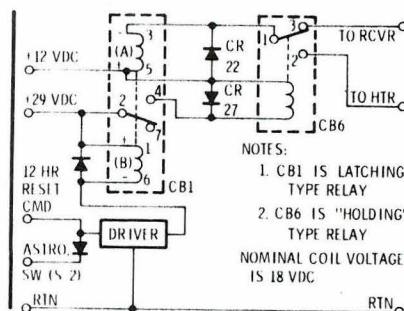 3
(A)
+
5
+12 VDC
+29 VDC
2
4
7
+
1
(B)
-
6
CB1
CR
22
CR
27
1
3
2
CB6
TO RCVR
TO HTR
12 HR
RESET
CMD
ASTRO.
SW (S 2)
DRIVER
RTN
RTN
NOTES:
1. CB1 IS LATCHING
TYPE RELAY
2. CB6 IS "HOLDING"
TYPE RELAY
NOMINAL COIL VOLTAGE
IS 18 VDC